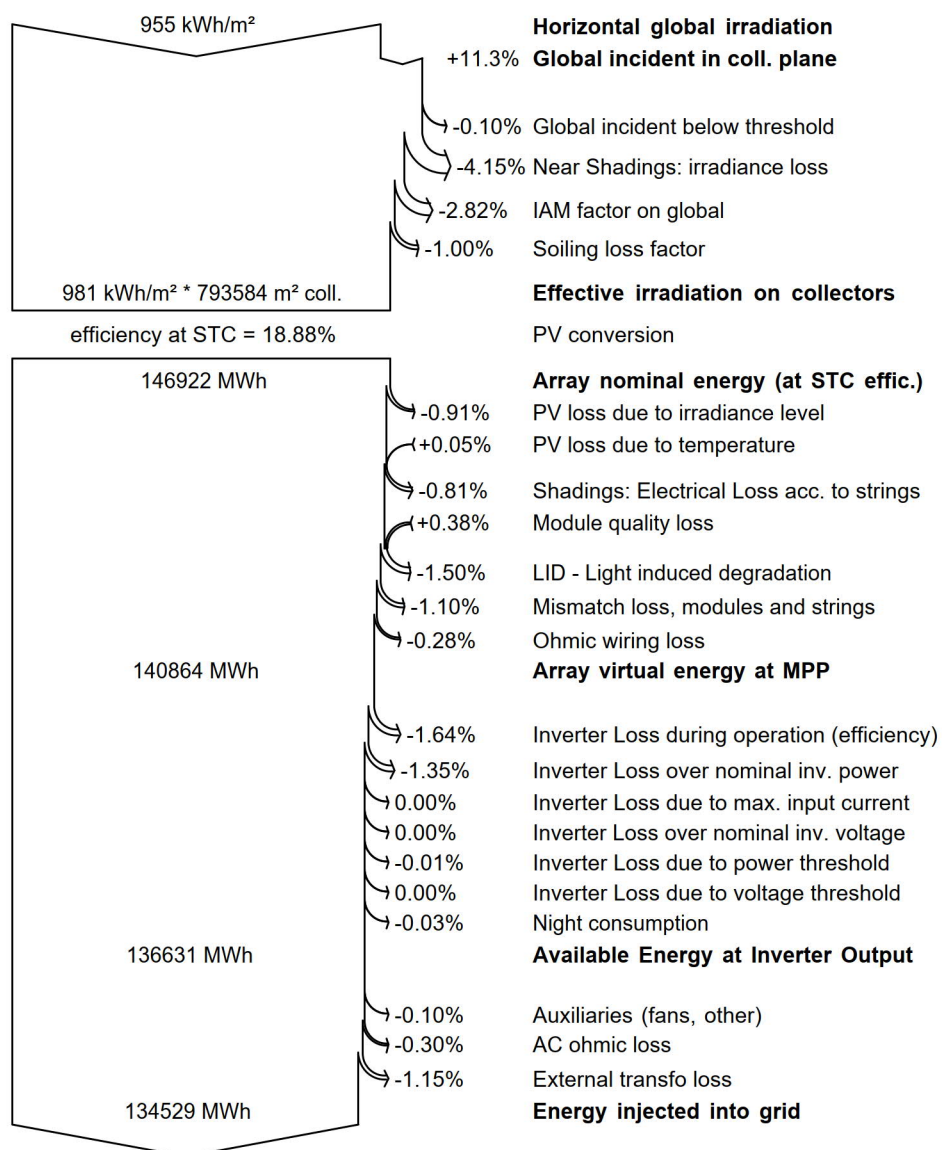 955 kWh/m² Horizontal global irradiation
+11.3% Global incident in coll. plane
-0.10% Global incident below threshold
-4.15% Near Shadings: irradiance loss
-2.82% IAM factor on global
-1.00% Soiling loss factor
981 kWh/m² * 793584 m² coll. Effective irradiation on collectors
efficiency at STC = 18.88% PV conversion
146922 MWh Array nominal energy (at STC effic.)
-0.91% PV loss due to irradiance level
+0.05% PV loss due to temperature
-0.81% Shadings: Electrical Loss acc. to strings
+0.38% Module quality loss
-1.50% LID - Light induced degradation
-1.10% Mismatch loss, modules and strings
-0.28% Ohmic wiring loss
140864 MWh Array virtual energy at MPP
-1.64% Inverter Loss during operation (efficiency)
-1.35% Inverter Loss over nominal inv. power
0.00% Inverter Loss due to max. input current
0.00% Inverter Loss over nominal inv. voltage
-0.01% Inverter Loss due to power threshold
0.00% Inverter Loss due to voltage threshold
-0.03% Night consumption
136631 MWh Available Energy at Inverter Output
-0.10% Auxiliaries (fans, other)
-0.30% AC ohmic loss
-1.15% External transfo loss
134529 MWh Energy injected into grid